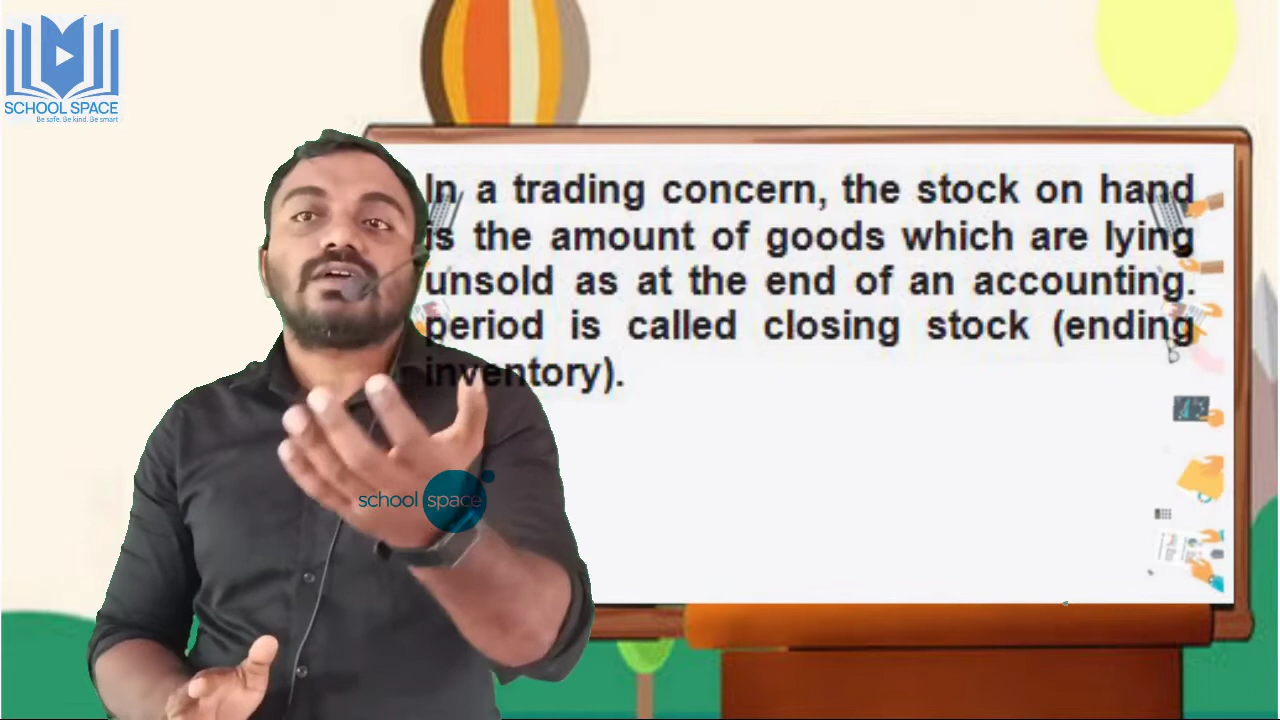 SCHOOL SPACE
Be safe. Be kind. Be smart
In a trading concern, the stock on hand
is the amount of goods which are lying
unsold as at the end of an accounting.
period is called closing stock (ending
inventory).
school space